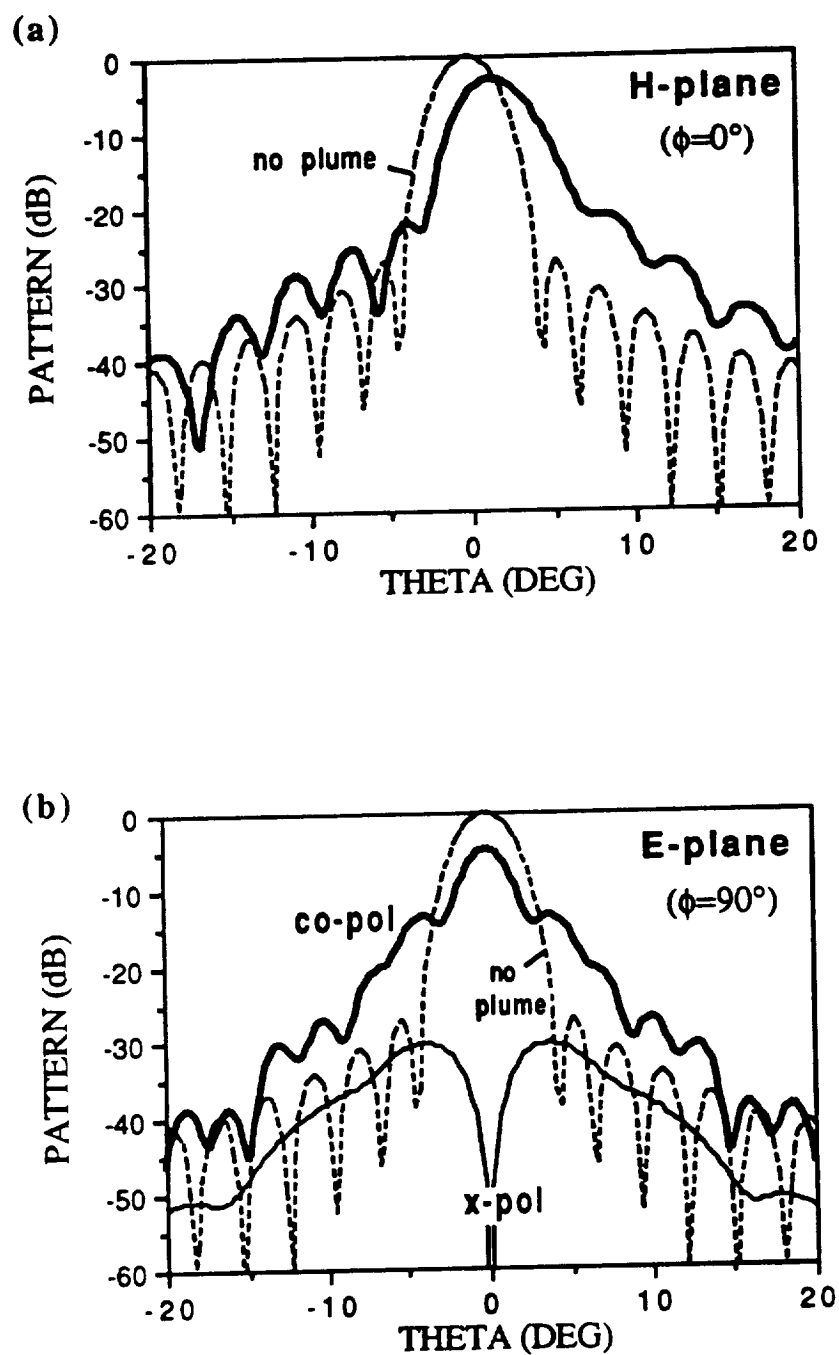 (a)
0
-10
-20
-30
-40
-50
-60
PATTERN (dB)
H-plane
(ϕ=0°)
no plume
-20
-10
0
10
20
THETA (DEG)
(b)
0
-10
-20
-30
-40
-50
-60
PATTERN (dB)
E-plane
(ϕ=90°)
co-pol
no
plume
x-pol
-20
-10
0
10
20
THETA (DEG)